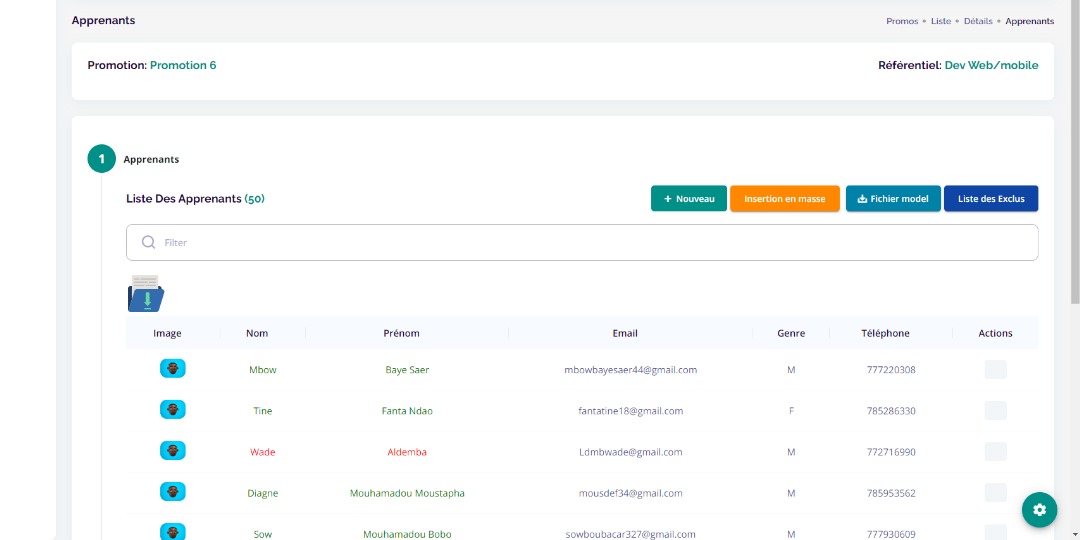 Apprenants
Promos • Liste • Détails • Apprenants
Promotion: Promotion 6
Référentiel: Dev Web/mobile
1 Apprenants
Liste Des Apprenants (50)
+ Nouveau
Insertion en masse
Fichier model
Liste des Exclus
Filter
Image Nom Prénom Email Genre Téléphone Actions
Mbow Baye Saer mbowbayesaer44@gmail.com M 777220308
Tine Fanta Ndao fantatine18@gmail.com F 785286330
Wade Aldemba Ldmbwade@gmail.com M 772716990
Diagne Mouhamadou Moustapha mousdef34@gmail.com M 785953562
Sow Mouhamadou Bobo sowboubacar327@gmail.com M 777930609